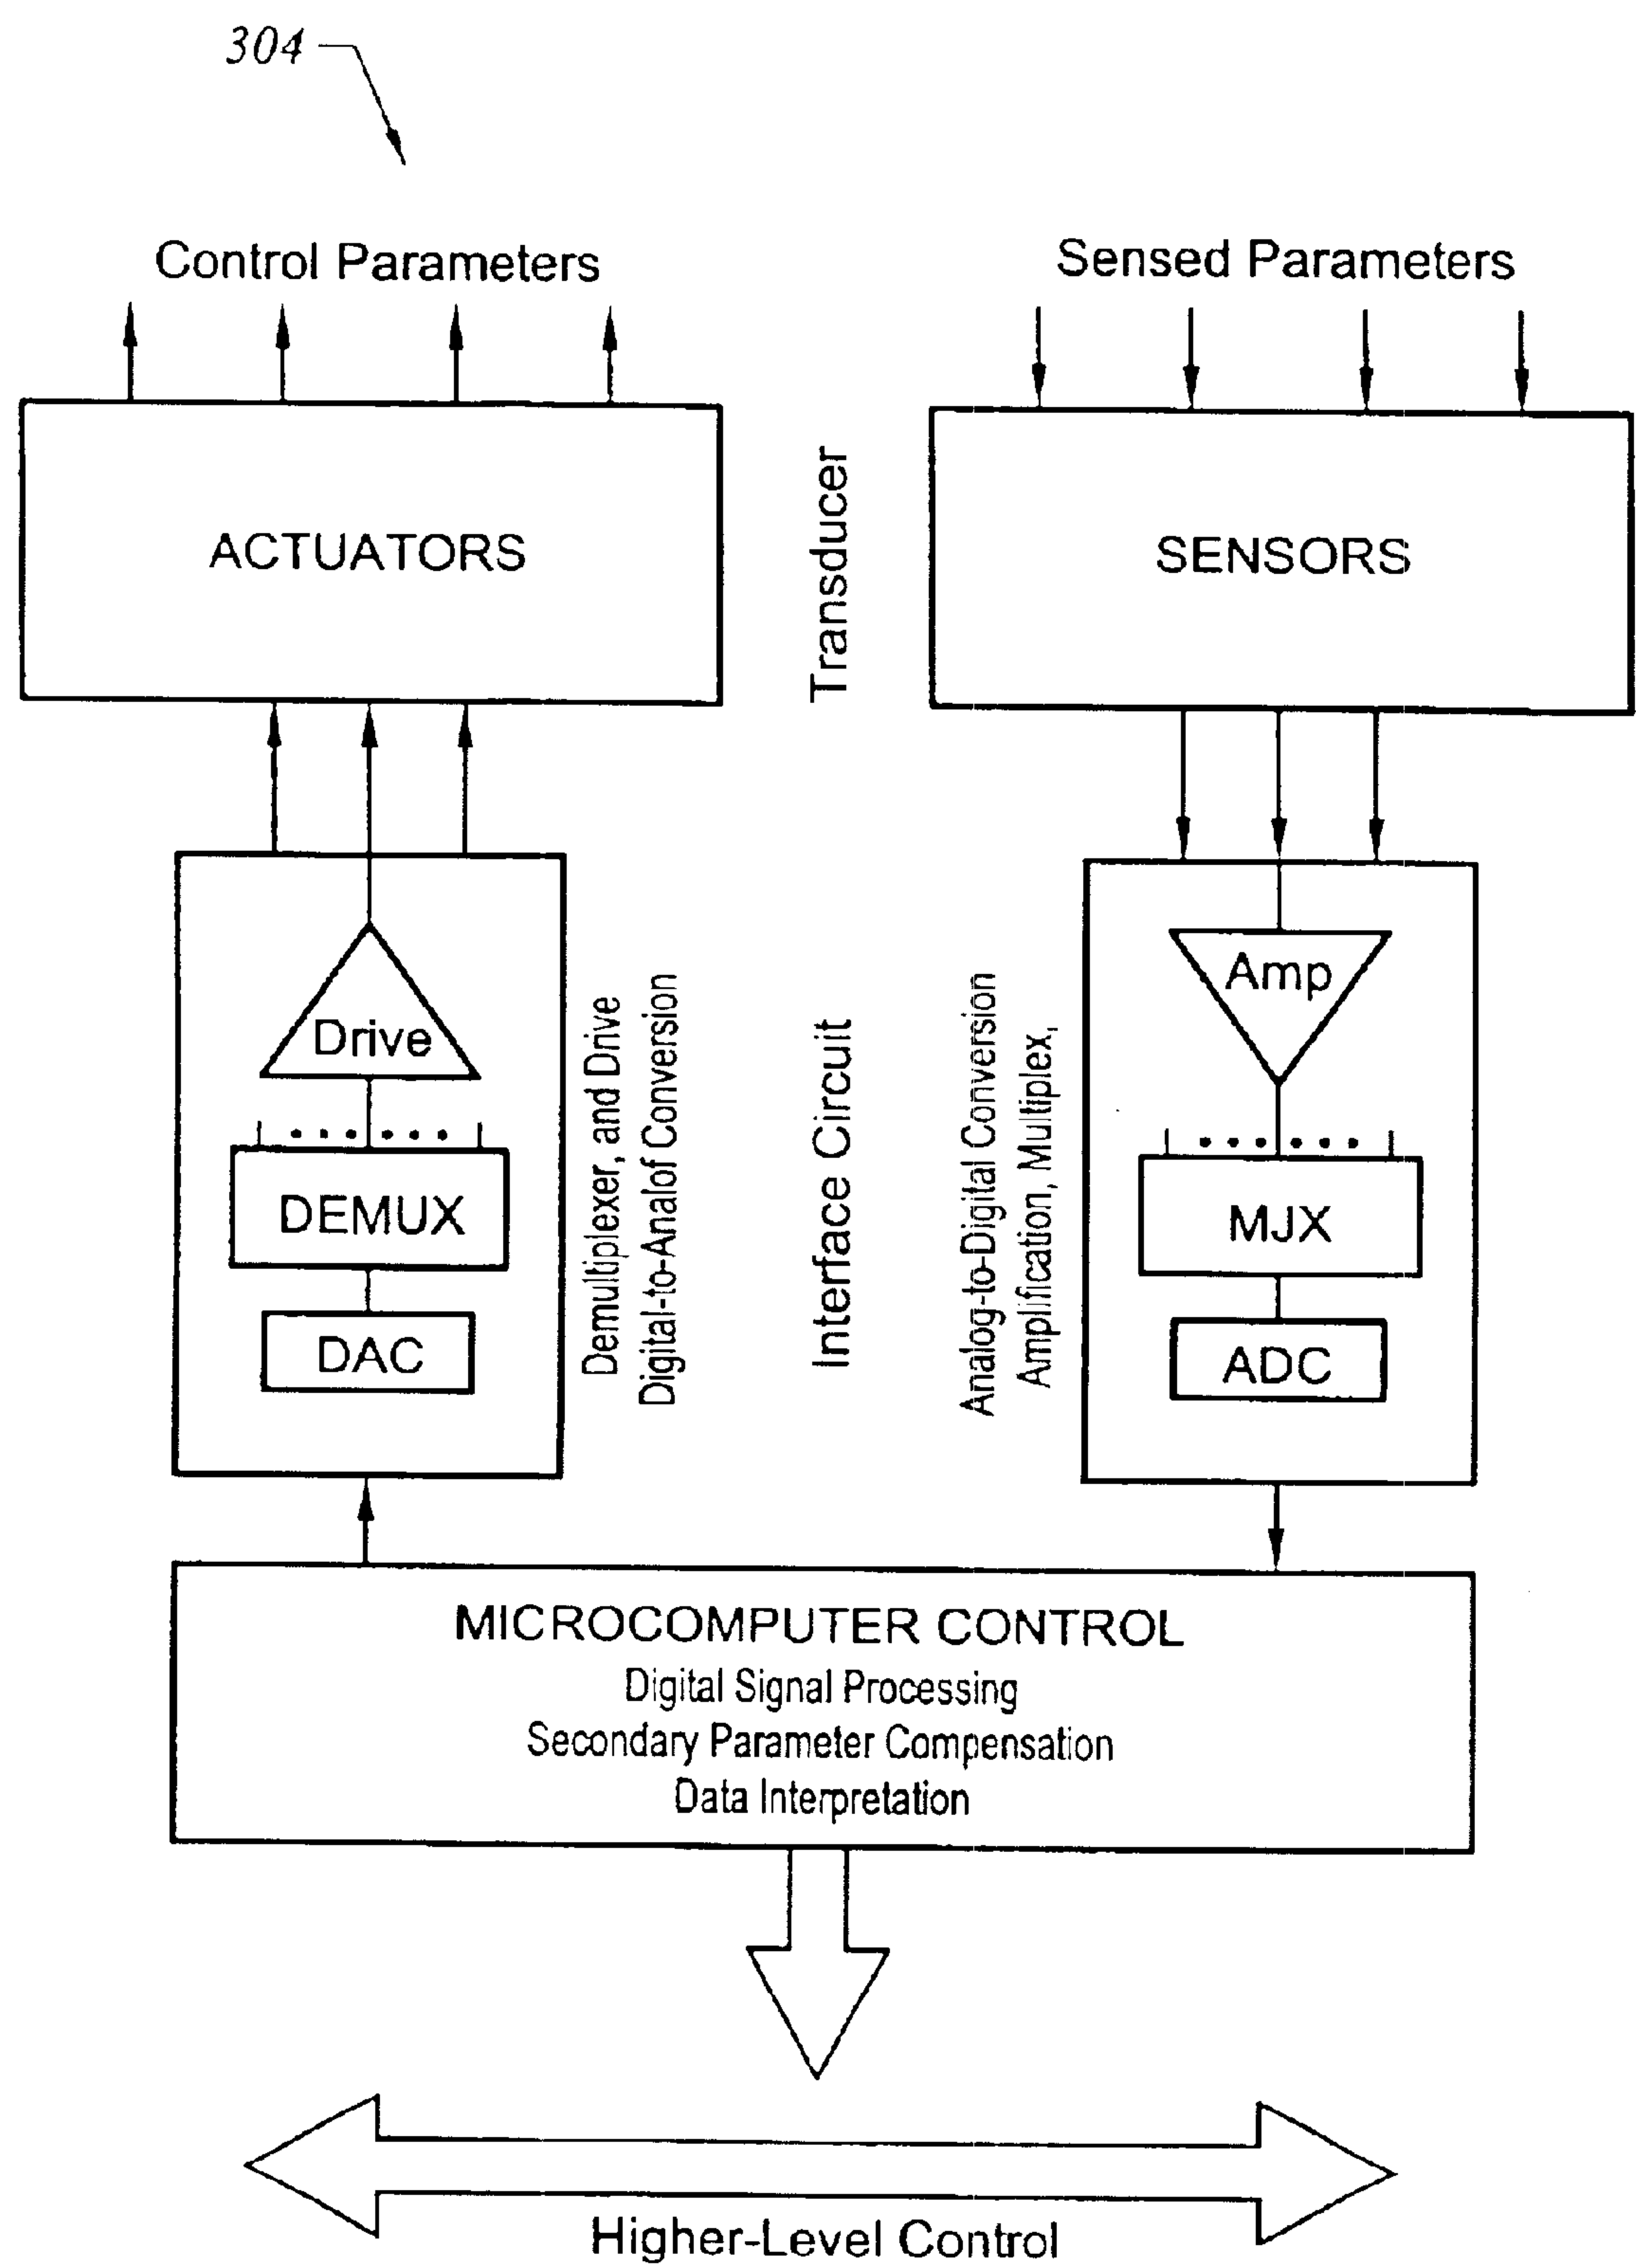 304
Control Parameters
Sensed Parameters
ACTUATORS
Transducer
SENSORS
Drive
DEMUX
DAC
Demultiplexer, and Drive
Digital-to-Analof Conversion
Interface Circuit
Analog-to-Digital Conversion
Amplification, Multiplex,
Amp
MJX
ADC
MICROCOMPUTER CONTROL
Digital Signal Processing
Secondary Parameter Compensation
Data Interpretation
Higher-Level Control